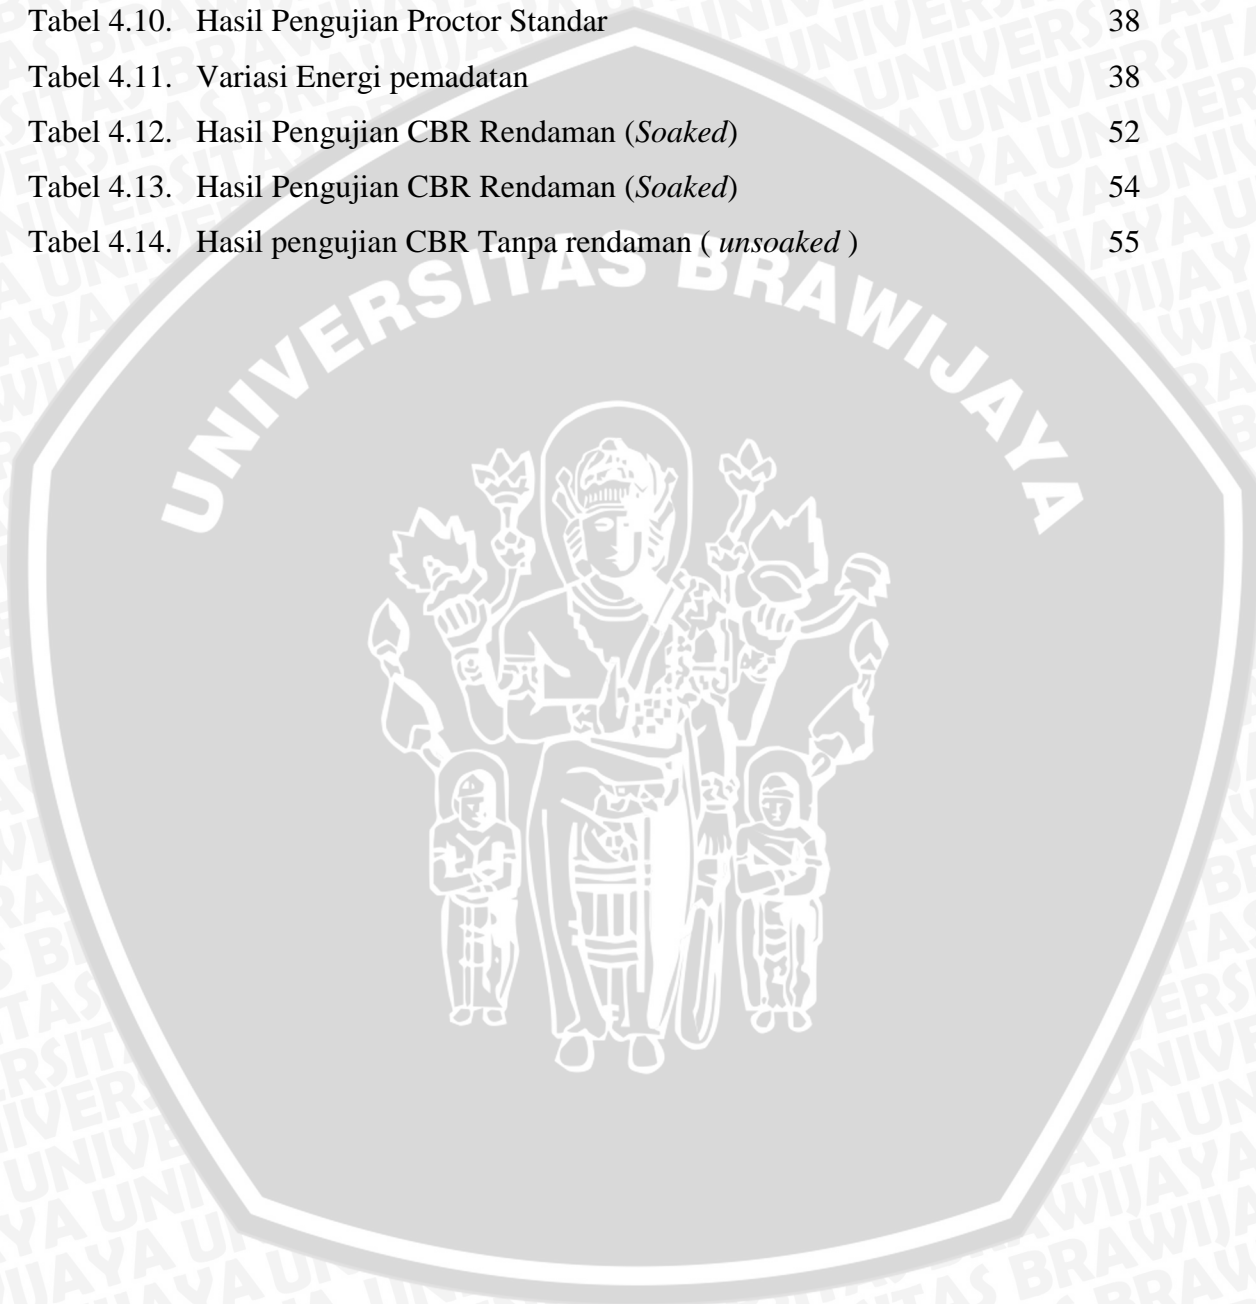 Tabel 4.10. Hasil Pengujian Proctor Standar 38
Tabel 4.11. Variasi Energi pemadatan 38
Tabel 4.12. Hasil Pengujian CBR Rendaman (Soaked) 52
Tabel 4.13. Hasil Pengujian CBR Rendaman (Soaked) 54
Tabel 4.14. Hasil pengujian CBR Tanpa rendaman ( unsoaked ) 55
UNIVERSITAS BRAWIJAYA